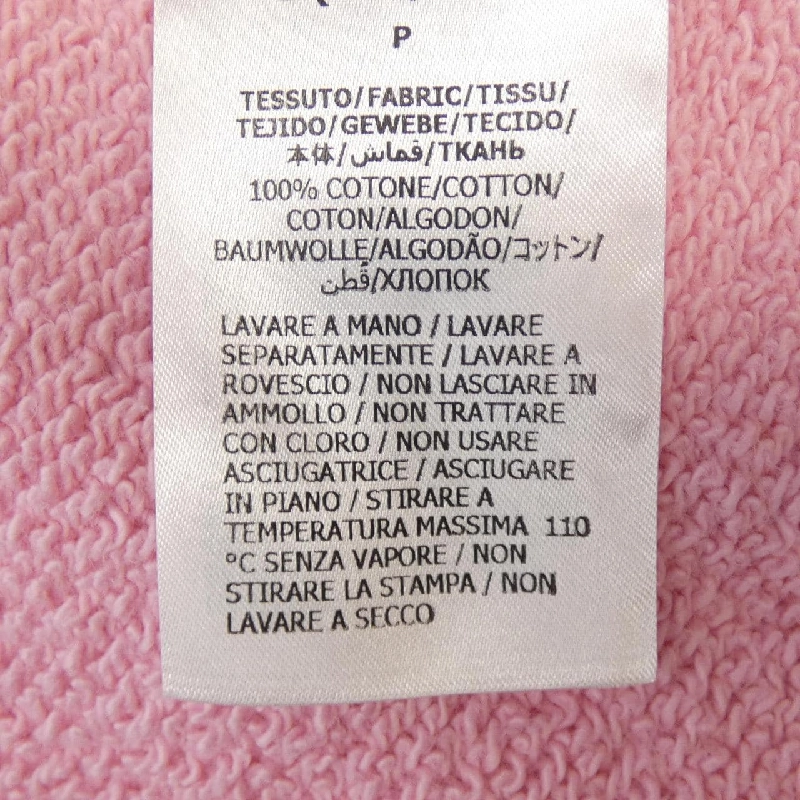 P
TESSUTO/FABRIC/TISSU/
TEJIDO/GEWEBE/TECIDO/
本体/قماش/ТКАНЬ
100% COTONE/COTTON/
COTON/ALGODON/
BAUMWOLLE/ALGODÃO/コットン/
قطن/ХЛОПОК
LAVARE A MANO / LAVARE
SEPARATAMENTE / LAVARE A
ROVESCIO / NON LASCIARE IN
AMMOLLO / NON TRATTARE
CON CLORO / NON USARE
ASCIUGATRICE / ASCIUGARE
IN PIANO / STIRARE A
TEMPERATURA MASSIMA 110
°C SENZA VAPORE / NON
STIRARE LA STAMPA / NON
LAVARE A SECCO